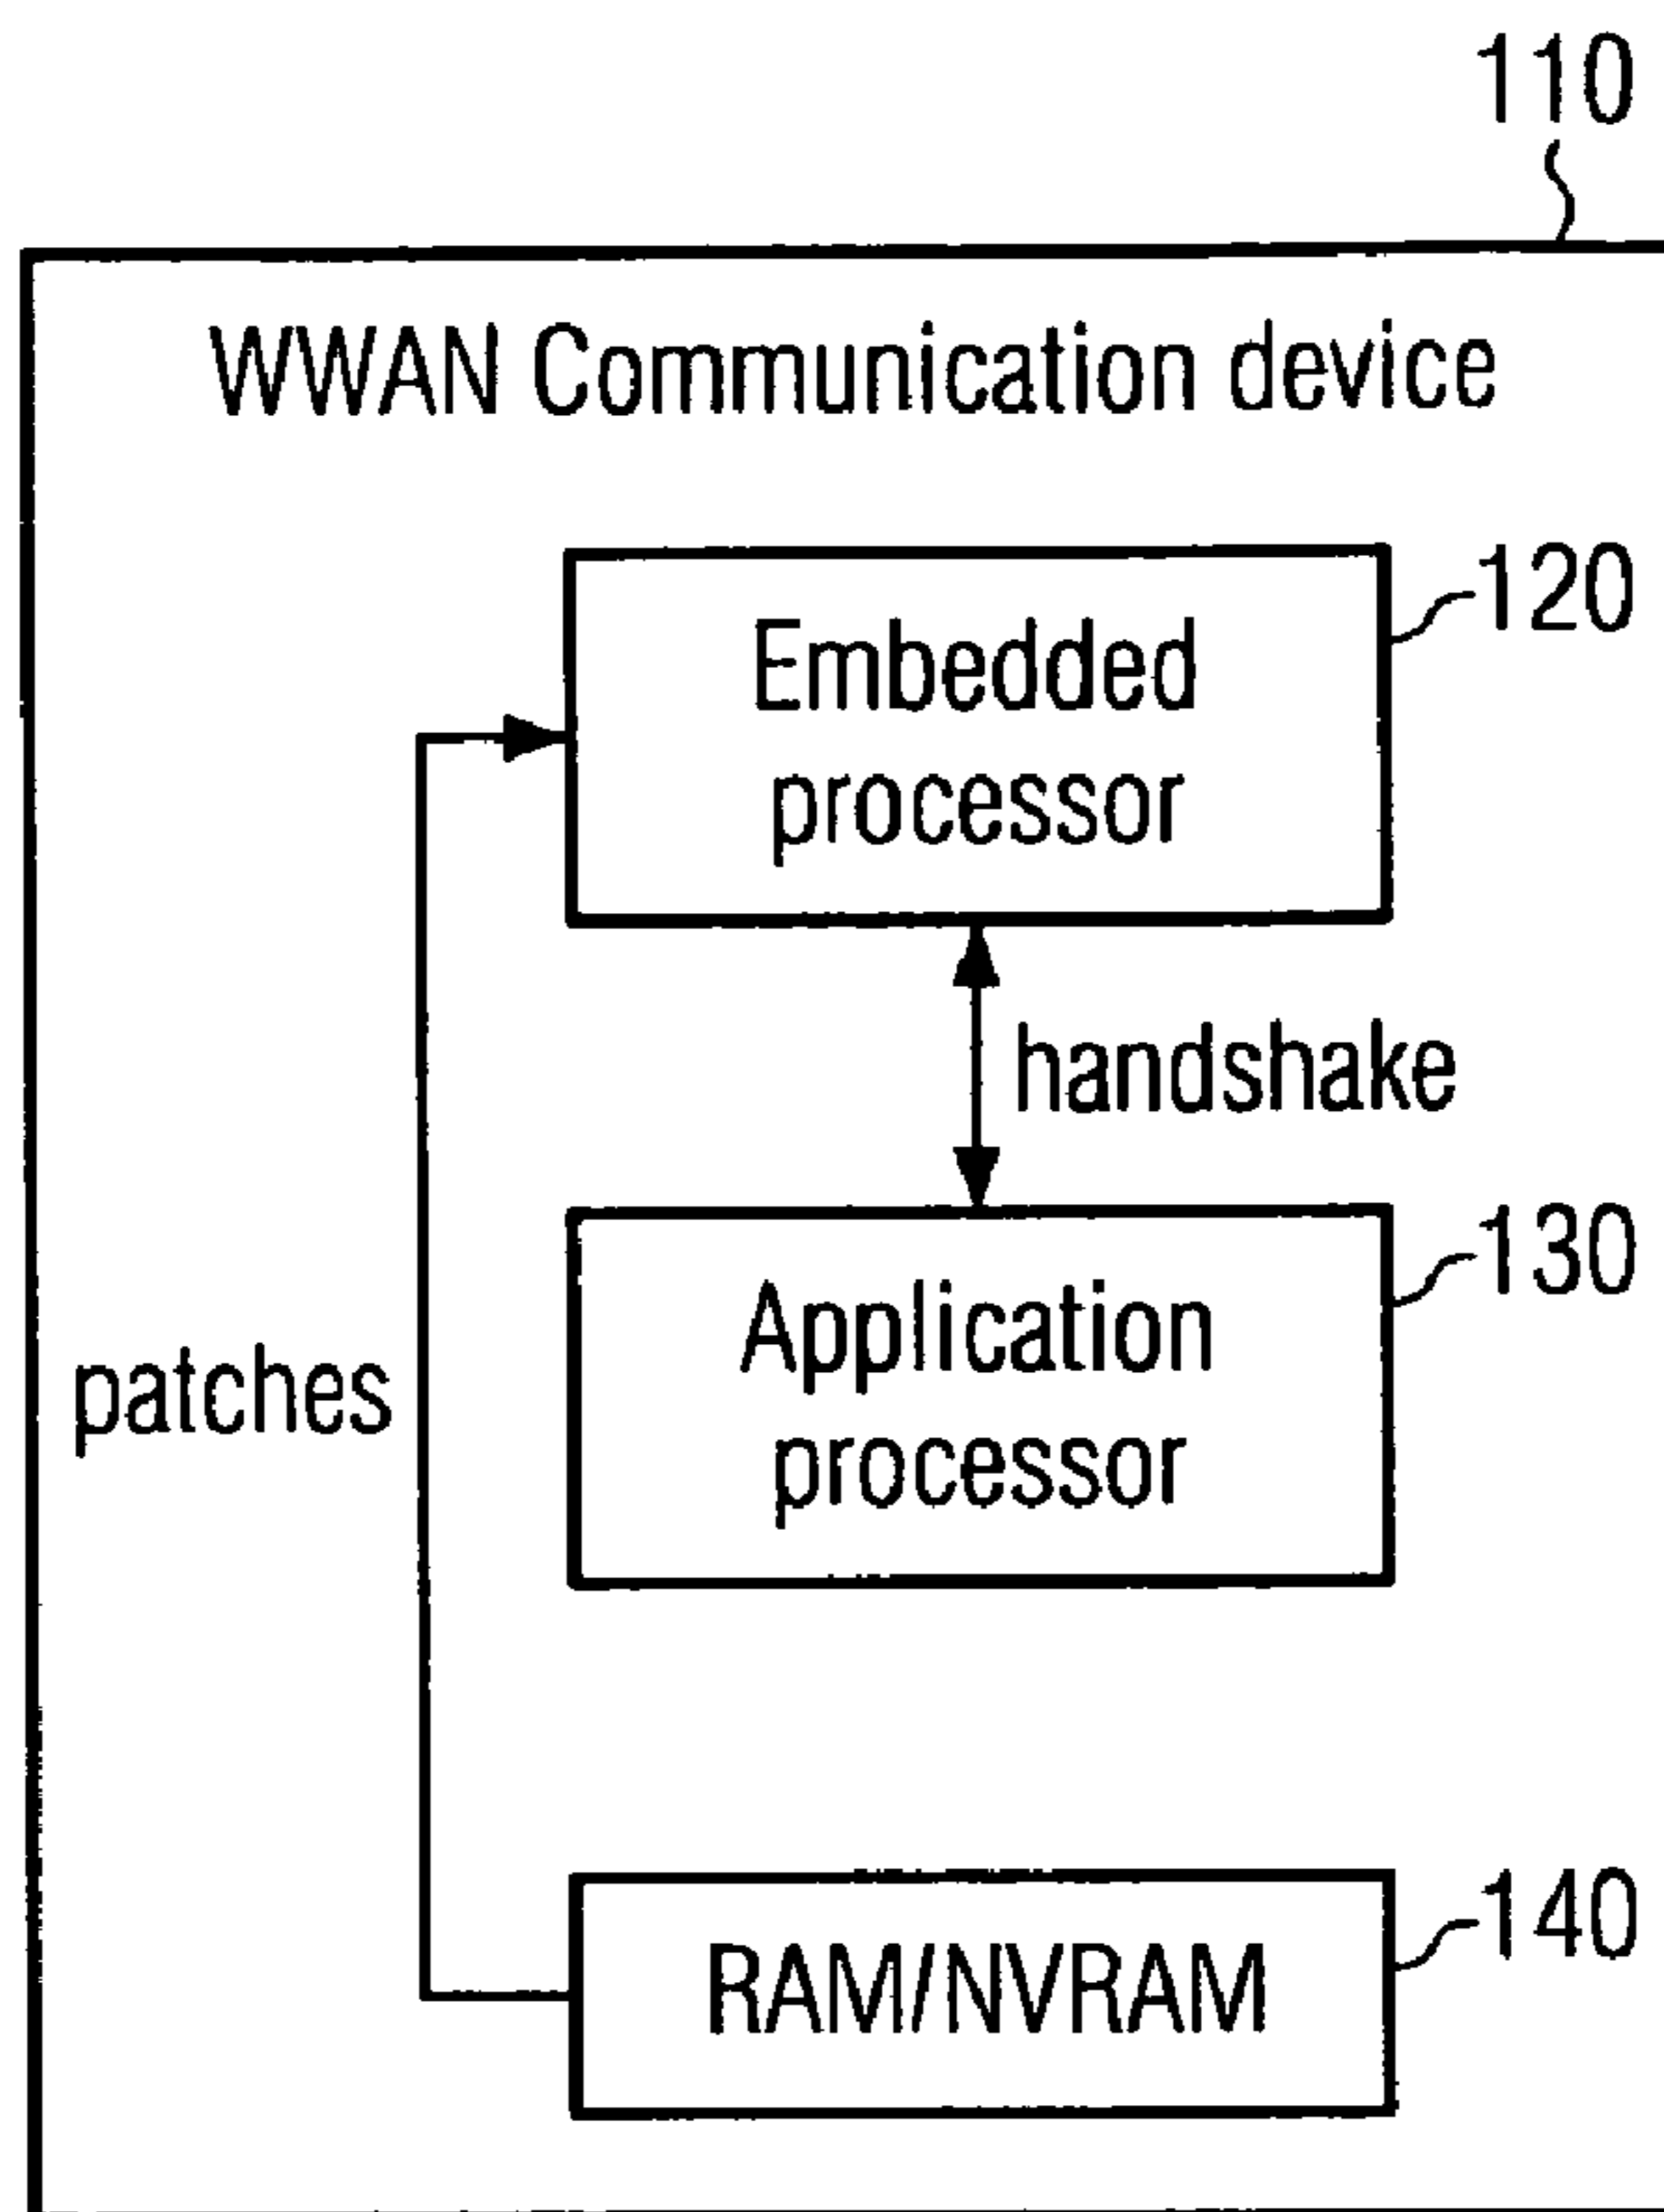 110
WWAN Communication device
120
Embedded
processor
handshake
130
Application
processor
patches
140
RAM/NVRAM